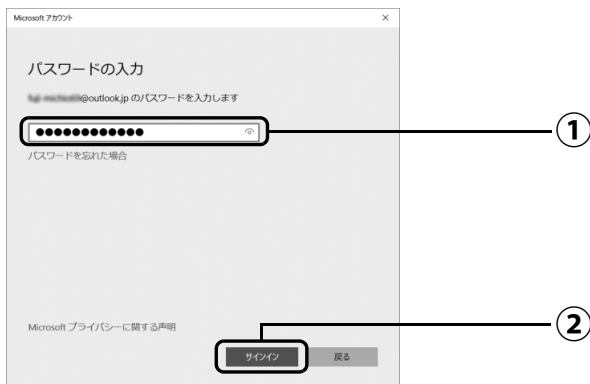 Microsoft アカウント
パスワードの入力
@outlook.jp のパスワードを入力します
●●●●●●●●●●●●
①
パスワードを忘れた場合
Microsoft プライバシーに関する声明
②
サインイン 戻る